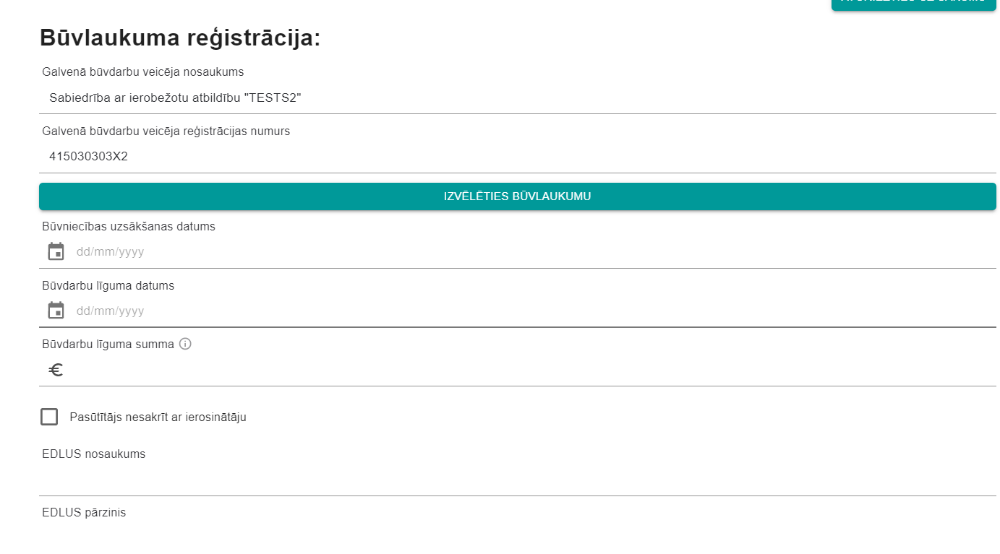 Būvlaukuma reģistrācija:
Galvenā būvdarbu veicēja nosaukums
Sabiedrība ar ierobežotu atbildību "TESTS2"
Galvenā būvdarbu veicēja reģistrācijas numurs
415030303X2
IZVĒLĒTIES BŪVLAUKUMU
Būvniecības uzsākšanas datums
dd/mm/yyyy
Būvdarbu līguma datums
dd/mm/yyyy
Būvdarbu līguma summa
€
Pasūtītājs nesakrīt ar ierosinātāju
EDLUS nosaukums
EDLUS pārzinis